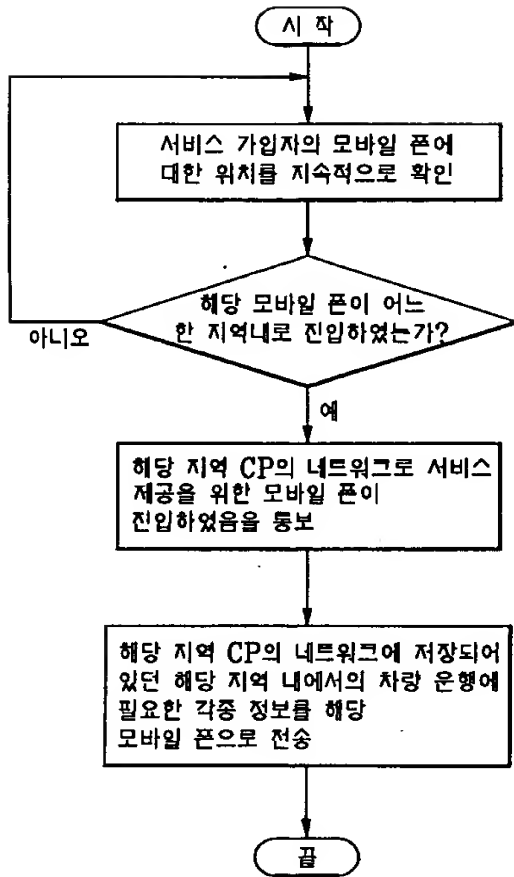 시 작
서비스 가입자의 모바일 폰에
대한 위치를 지속적으로 확인
해당 모바일 폰이 어느
한 지역내로 진입하였는가?
아니오
예
해당 지역 CP의 네트워크로 서비스
제공을 위한 모바일 폰이
진입하였음을 통보
해당 지역 CP의 네트워크에 저장되어
있던 해당 지역 내에서의 차량 운행에
필요한 각종 정보를 해당
모바일 폰으로 전송
끝